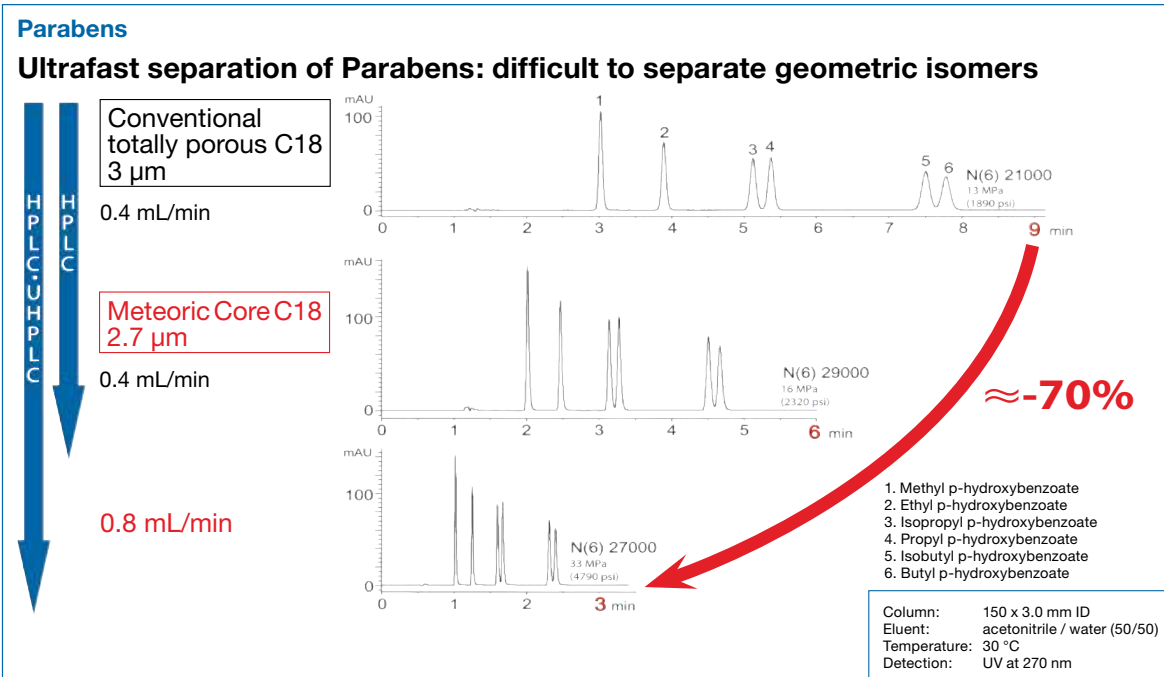 Parabens
Ultrafast separation of Parabens: difficult to separate geometric isomers
HPLC·UHPLC
HPLC
Conventional
totally porous C18
3 µm
0.4 mL/min
mAU
100
0
1
2
3
4
5
6
N(6) 21000
13 MPa
(1890 psi)
0 1 2 3 4 5 6 7 8 9 min
Meteoric Core C18
2.7 µm
0.4 mL/min
mAU
100
0
N(6) 29000
16 MPa
(2320 psi)
0 1 2 3 4 5 6 min
≈-70%
0.8 mL/min
mAU
100
0
N(6) 27000
33 MPa
(4790 psi)
0 1 2 3 min
1. Methyl p-hydroxybenzoate
2. Ethyl p-hydroxybenzoate
3. Isopropyl p-hydroxybenzoate
4. Propyl p-hydroxybenzoate
5. Isobutyl p-hydroxybenzoate
6. Butyl p-hydroxybenzoate
Column: 150 x 3.0 mm ID
Eluent: acetonitrile / water (50/50)
Temperature: 30 °C
Detection: UV at 270 nm